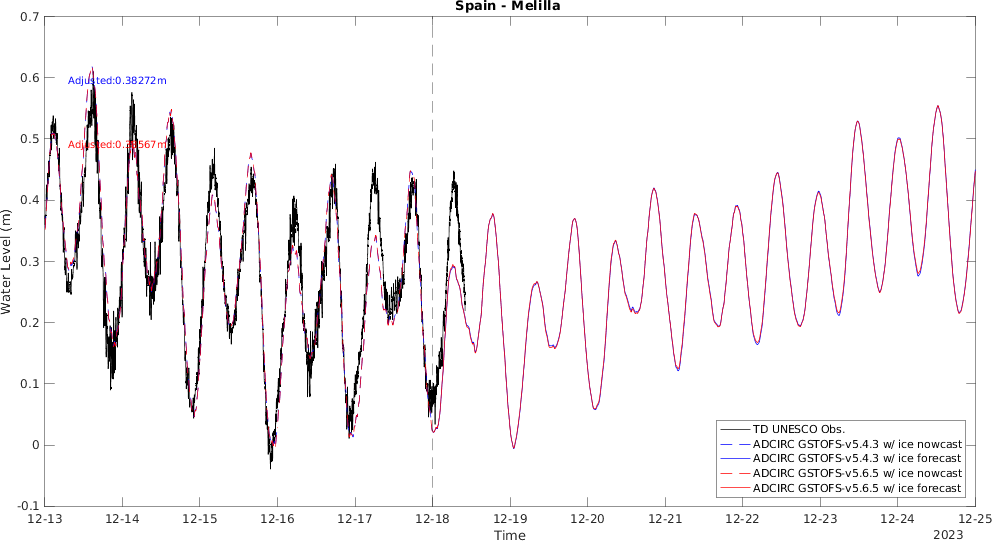 Spain - Melilla
0.7
0.6
0.5
0.4
0.3
0.2
0.1
0
-0.1
Water Level (m)
Adjusted:0.38272m
12-13 12-14 12-15 12-16 12-17 12-18 12-19 12-20 12-21 12-22 12-23 12-24 12-25
Time
2023
TD UNESCO Obs.
ADCIRC GSTOFS-v5.4.3 w/ ice nowcast
ADCIRC GSTOFS-v5.4.3 w/ ice forecast
ADCIRC GSTOFS-v5.6.5 w/ ice nowcast
ADCIRC GSTOFS-v5.6.5 w/ ice forecast